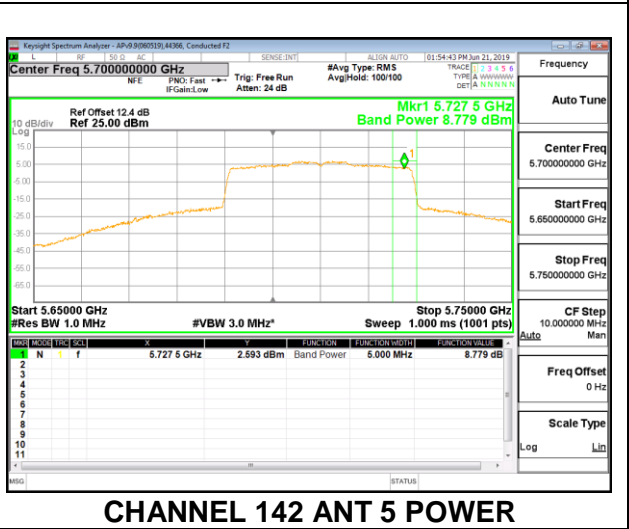 Keysight Spectrum Analyzer - APv9.9(060519),44366, Conducted F2
L RF 50 Ω AC SENSE:INT ALIGN AUTO 01:54:43 PM Jun 21, 2019
Center Freq 5.700000000 GHz
NFE PNO: Fast Trig: Free Run #Avg Type: RMS TRACE 1 2 3 4 5 6
IFGain:Low Atten: 24 dB Avg|Hold: 100/100 TYPE A WWWWW
DET A N N N N N
Frequency
Auto Tune
Ref Offset 12.4 dB Mkr1 5.727 5 GHz
10 dB/div Ref 25.00 dBm Band Power 8.779 dBm
Log
15.0
5.00
-5.00
-15.0
-25.0
-35.0
-45.0
-55.0
-65.0
1
Center Freq
5.700000000 GHz
Start Freq
5.650000000 GHz
Stop Freq
5.750000000 GHz
Start 5.65000 GHz Stop 5.75000 GHz
#Res BW 1.0 MHz #VBW 3.0 MHz* Sweep 1.000 ms (1001 pts)
CF Step
10.000000 MHz
Auto Man
MKR MODE TRC SCL X Y FUNCTION FUNCTION WIDTH FUNCTION VALUE
1 N 1 f 5.727 5 GHz 2.593 dBm Band Power 5.000 MHz 8.779 dB
2
3
4
5
6
7
8
9
10
11
Freq Offset
0 Hz
Scale Type
Log Lin
MSG STATUS
CHANNEL 142 ANT 5 POWER